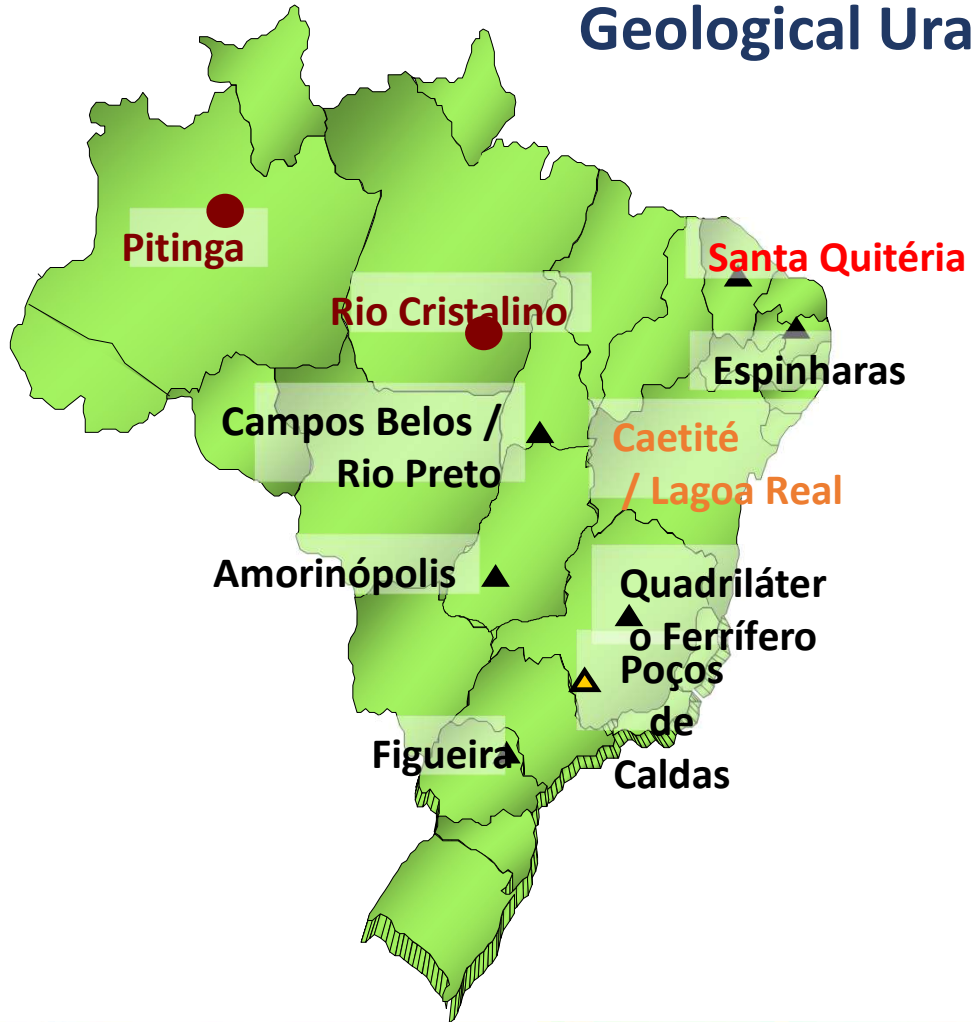 Geological Ura
Pitinga
Santa Quitéria
Rio Cristalino
Espinharas
Campos Belos /
Rio Preto
Caetité
/ Lagoa Real
Amorinópolis
Quadriláter
o Ferrífero
Poços
de
Caldas
Figueira